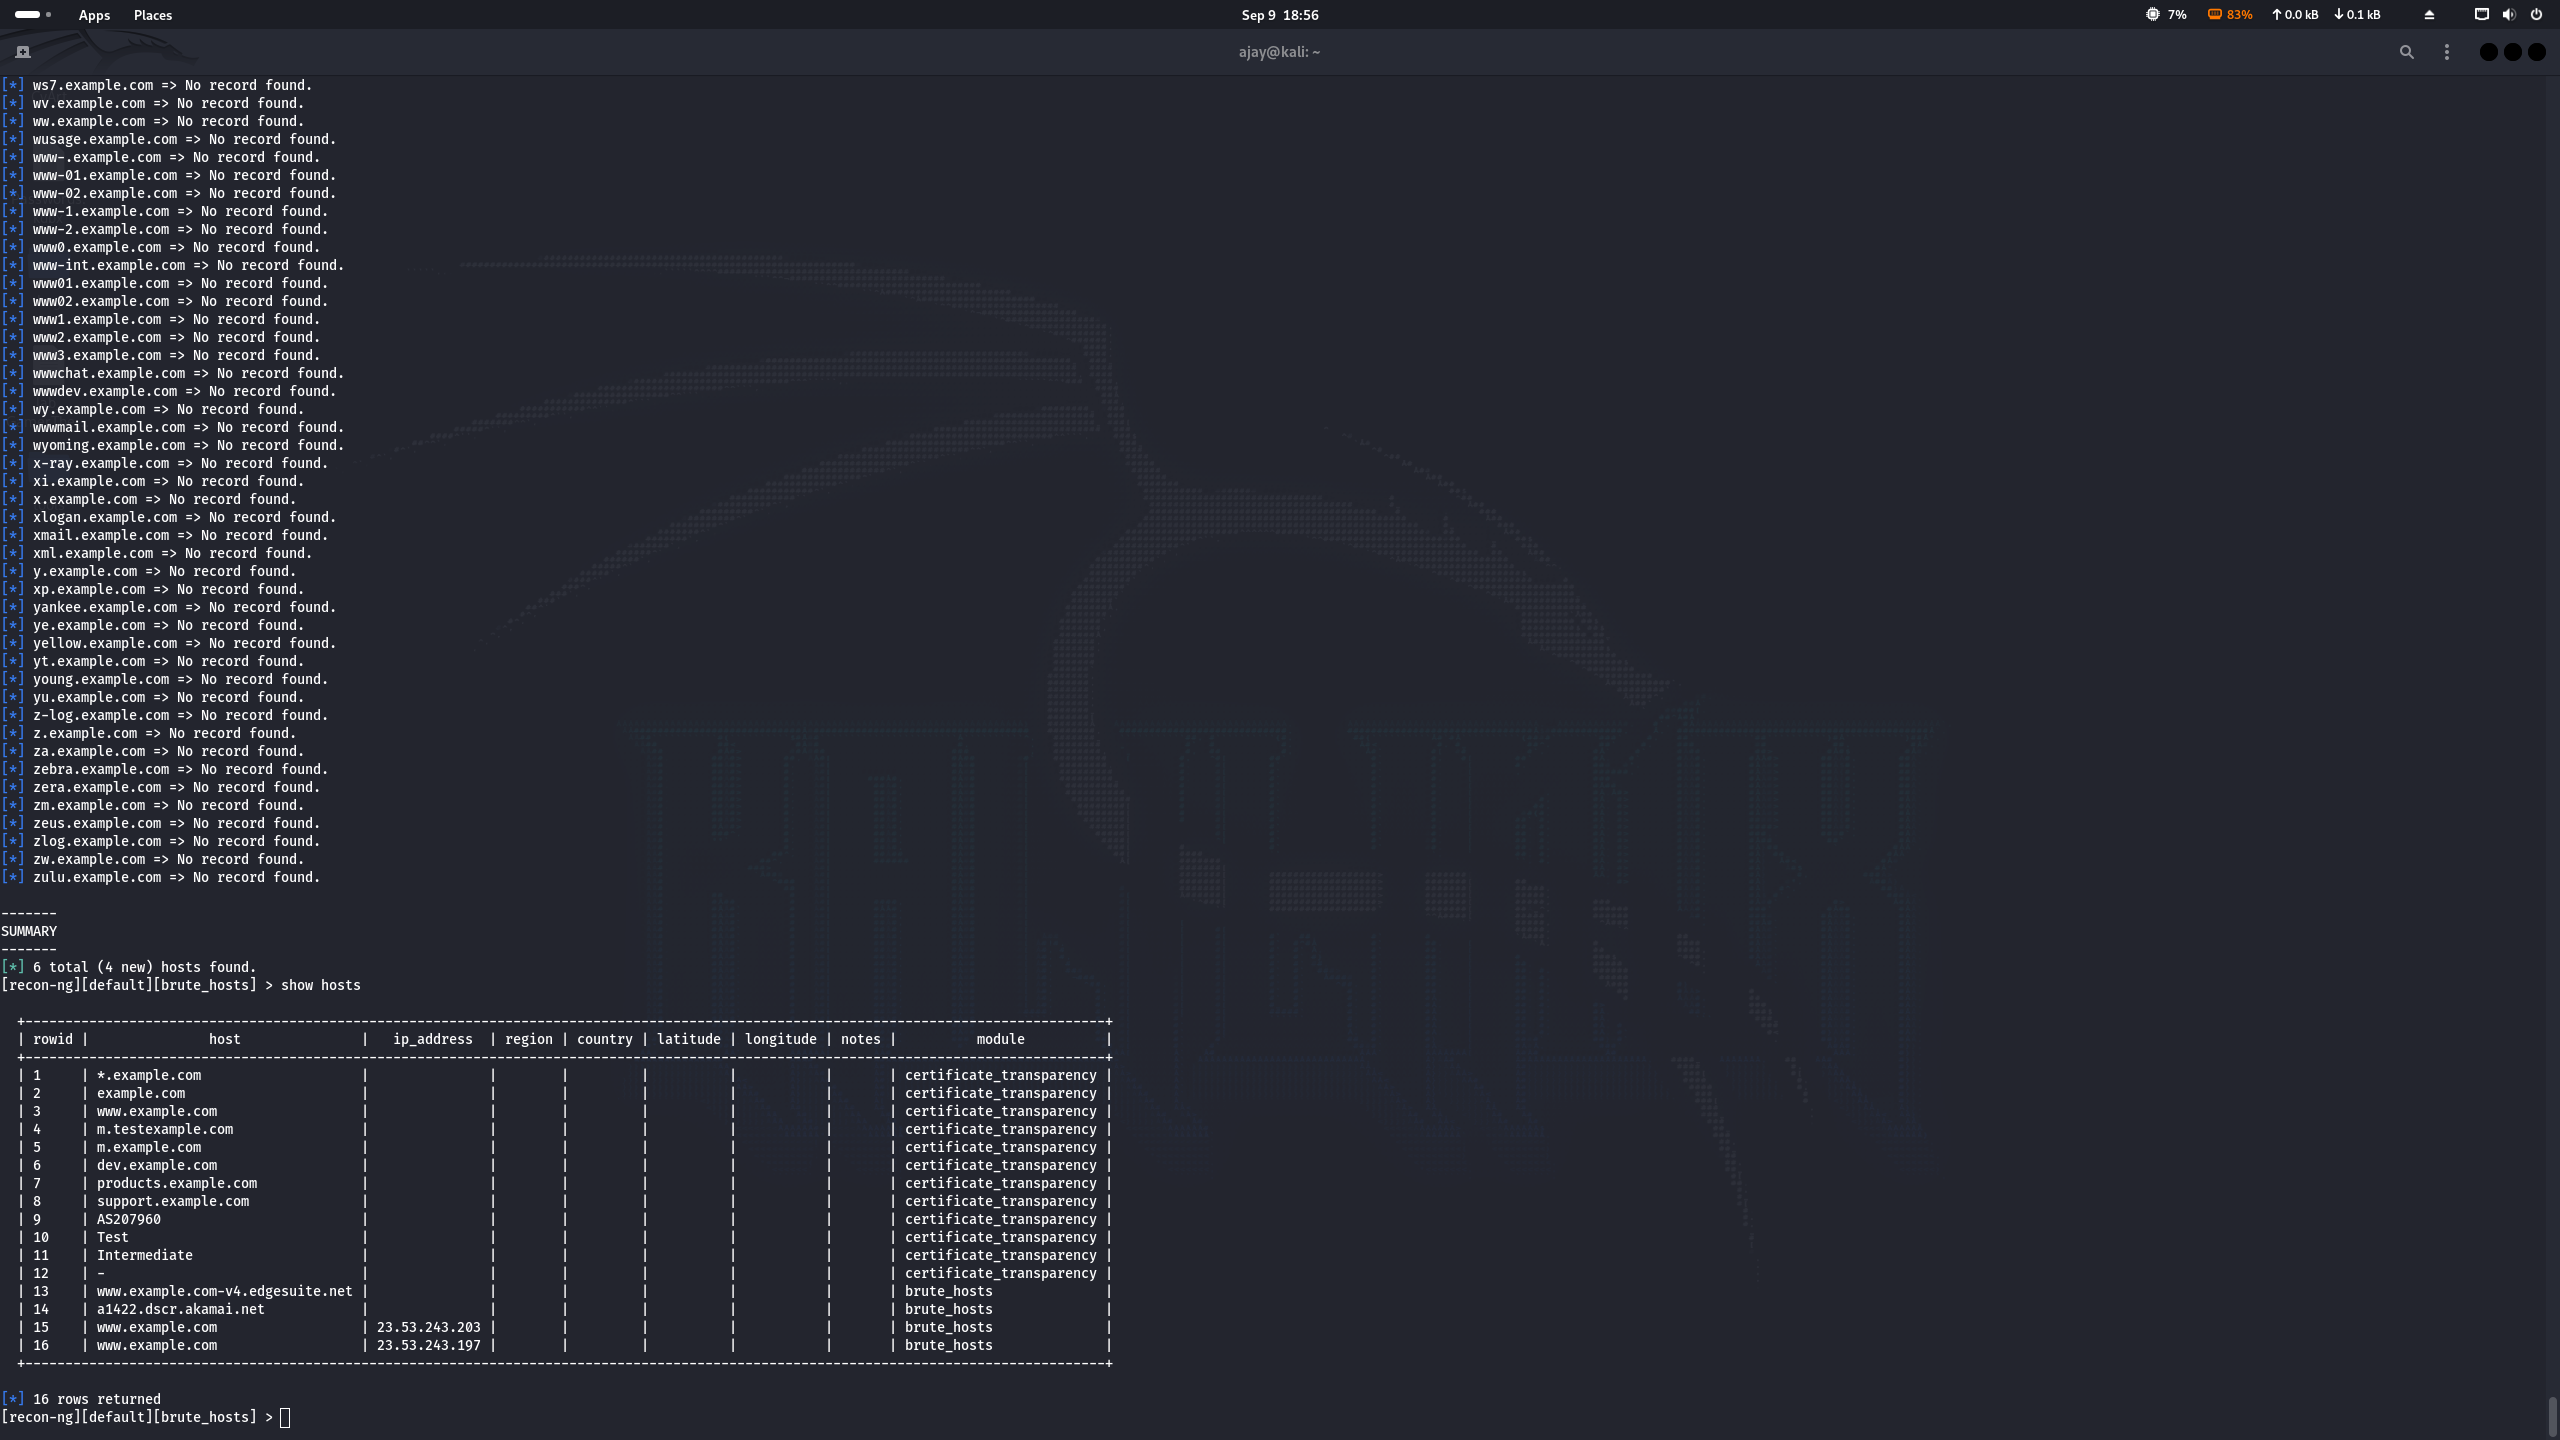 Apps Places Sep 9 18:56 7% 83% 0.0 kB 0.1 kB
ajay@kali: ~
[*] ws7.example.com => No record found.
[*] wv.example.com => No record found.
[*] ww.example.com => No record found.
[*] wusage.example.com => No record found.
[*] www-.example.com => No record found.
[*] www-01.example.com => No record found.
[*] www-02.example.com => No record found.
[*] www-1.example.com => No record found.
[*] www-2.example.com => No record found.
[*] www0.example.com => No record found.
[*] www-int.example.com => No record found.
[*] www01.example.com => No record found.
[*] www02.example.com => No record found.
[*] www1.example.com => No record found.
[*] www2.example.com => No record found.
[*] www3.example.com => No record found.
[*] wwwchat.example.com => No record found.
[*] wwwdev.example.com => No record found.
[*] wy.example.com => No record found.
[*] wwwmail.example.com => No record found.
[*] wyoming.example.com => No record found.
[*] x-ray.example.com => No record found.
[*] xi.example.com => No record found.
[*] x.example.com => No record found.
[*] xlogan.example.com => No record found.
[*] xmail.example.com => No record found.
[*] xml.example.com => No record found.
[*] y.example.com => No record found.
[*] xp.example.com => No record found.
[*] yankee.example.com => No record found.
[*] ye.example.com => No record found.
[*] yellow.example.com => No record found.
[*] yt.example.com => No record found.
[*] young.example.com => No record found.
[*] yu.example.com => No record found.
[*] z-log.example.com => No record found.
[*] z.example.com => No record found.
[*] za.example.com => No record found.
[*] zebra.example.com => No record found.
[*] zera.example.com => No record found.
[*] zm.example.com => No record found.
[*] zeus.example.com => No record found.
[*] zlog.example.com => No record found.
[*] zw.example.com => No record found.
[*] zulu.example.com => No record found.
-------
SUMMARY
-------
[*] 6 total (4 new) hosts found.
[recon-ng][default][brute_hosts] > show hosts
+---------------------------------------------------------------------------------------------------------------------------------------+
| rowid | host | ip_address | region | country | latitude | longitude | notes | module |
+---------------------------------------------------------------------------------------------------------------------------------------+
| 1 | *.example.com | | | | | | | certificate_transparency |
| 2 | example.com | | | | | | | certificate_transparency |
| 3 | www.example.com | | | | | | | certificate_transparency |
| 4 | m.testexample.com | | | | | | | certificate_transparency |
| 5 | m.example.com | | | | | | | certificate_transparency |
| 6 | dev.example.com | | | | | | | certificate_transparency |
| 7 | products.example.com | | | | | | | certificate_transparency |
| 8 | support.example.com | | | | | | | certificate_transparency |
| 9 | AS207960 | | | | | | | certificate_transparency |
| 10 | Test | | | | | | | certificate_transparency |
| 11 | Intermediate | | | | | | | certificate_transparency |
| 12 | - | | | | | | | certificate_transparency |
| 13 | www.example.com-v4.edgesuite.net | | | | | | | brute_hosts |
| 14 | a1422.dscr.akamai.net | | | | | | | brute_hosts |
| 15 | www.example.com | 23.53.243.203 | | | | | | brute_hosts |
| 16 | www.example.com | 23.53.243.197 | | | | | | brute_hosts |
+---------------------------------------------------------------------------------------------------------------------------------------+
[*] 16 rows returned
[recon-ng][default][brute_hosts] >